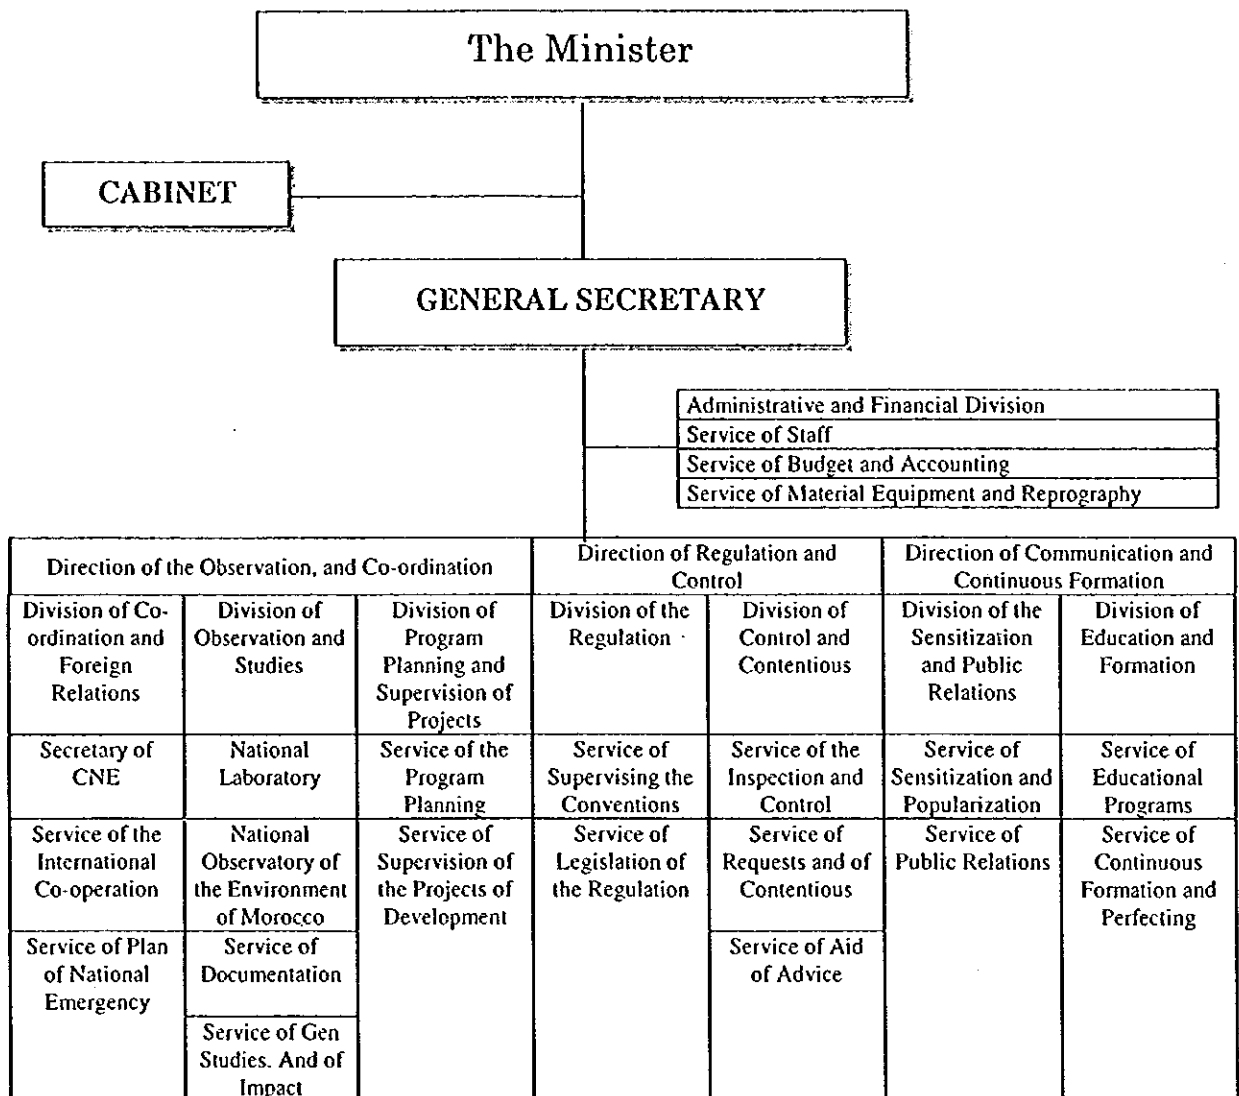 The Minister
CABINET
GENERAL SECRETARY
Administrative and Financial Division
Service of Staff
Service of Budget and Accounting
Service of Material Equipment and Reprography
Direction of the Observation, and Co-ordination
Direction of Regulation and
Control
Direction of Communication and
Continuous Formation
Division of Co-
ordination and
Foreign
Relations
Division of
Observation and
Studies
Division of
Program
Planning and
Supervision of
Projects
Division of the
Regulation
Division of
Control and
Contentious
Division of the
Sensitization
and Public
Relations
Division of
Education and
Formation
Secretary of
CNE
National
Laboratory
Service of the
Program
Planning
Service of
Supervising the
Conventions
Service of the
Inspection and
Control
Service of
Sensitization and
Popularization
Service of
Educational
Programs
Service of the
International
Co-operation
National
Observatory of
the Environment
of Morocco
Service of
Supervision of
the Projects of
Development
Service of
Legislation of
the Regulation
Service of
Requests and of
Contentious
Service of
Public Relations
Service of
Continuous
Formation and
Perfecting
Service of Plan
of National
Emergency
Service of
Documentation
Service of Aid
of Advice
Service of Gen
Studies. And of
Impact